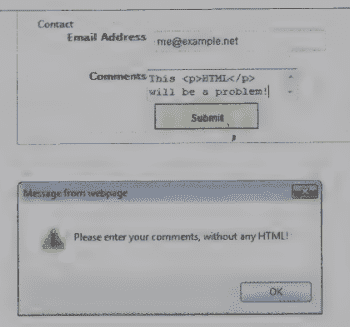 Contact
Email Address me@example.net
Comments This <p>HTML</p>
will be a problem!
Submit
Message from webpage
Please enter your comments, without any HTML!
OK